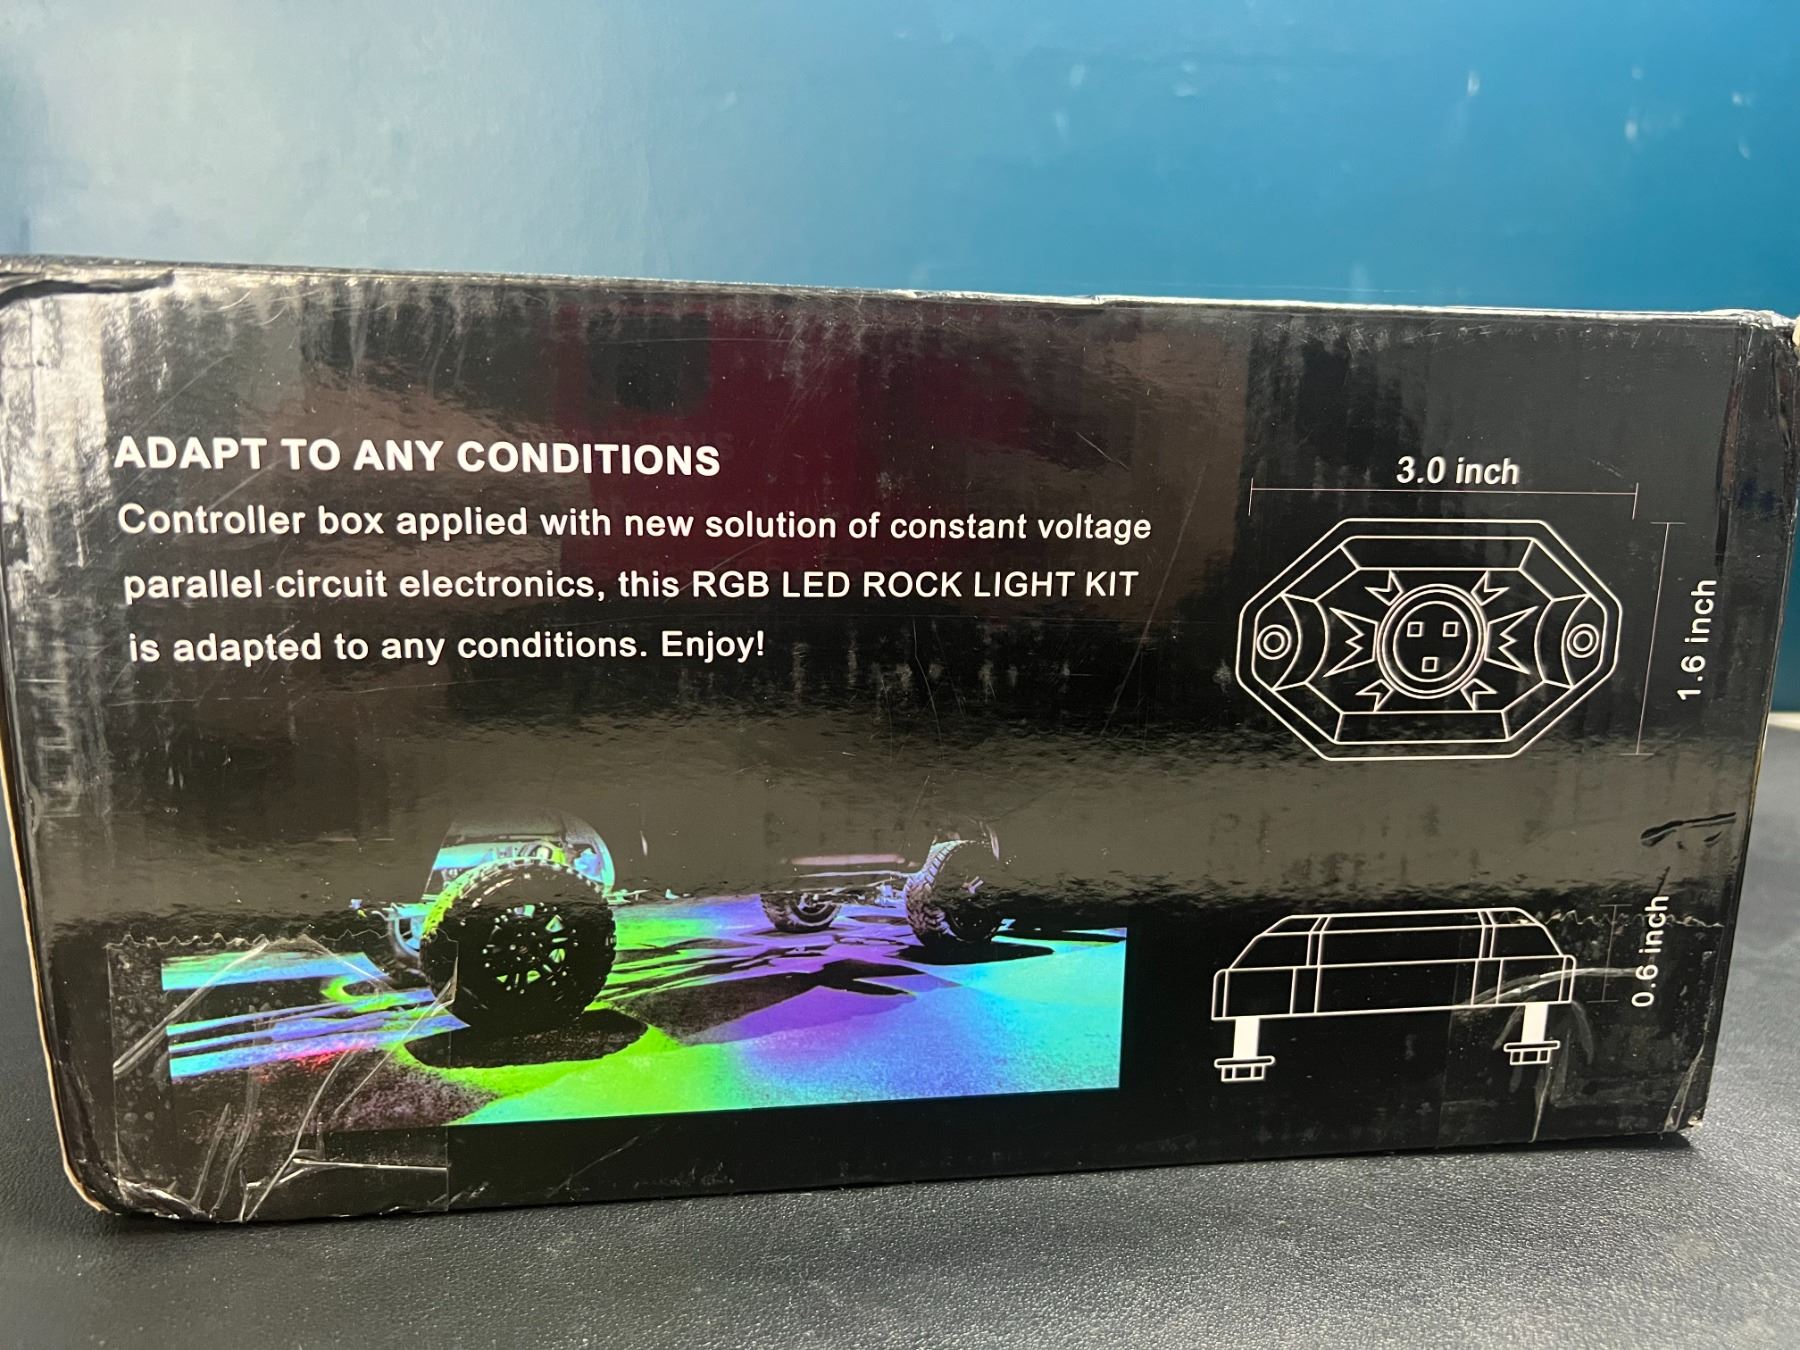 ADAPT TO ANY CONDITIONS
Controller box applied with new solution of constant voltage
parallel circuit electronics, this RGB LED ROCK LIGHT KIT
is adapted to any conditions. Enjoy!
3.0 inch
1.6 inch
0.6 inch